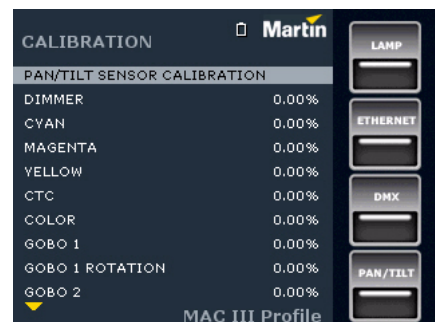 CALIBRATION
Martin
PAN/TILT SENSOR CALIBRATION
DIMMER 0.00%
CYAN 0.00%
MAGENTA 0.00%
YELLOW 0.00%
CTC 0.00%
COLOR 0.00%
GOBO 1 0.00%
GOBO 1 ROTATION 0.00%
GOBO 2 0.00%
MAC III Profile
LAMP
ETHERNET
DMX
PAN/TILT